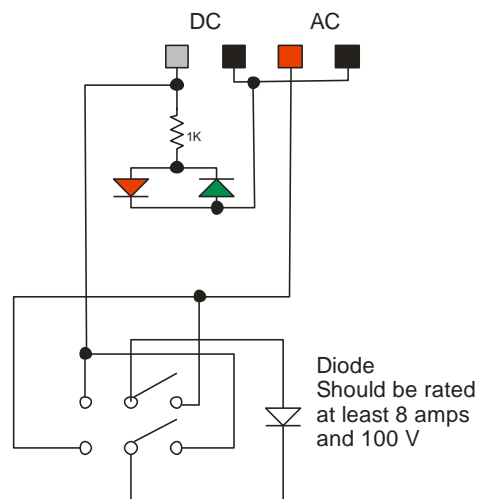 DC
AC
1K
Diode
Should be rated
at least 8 amps
and 100 V